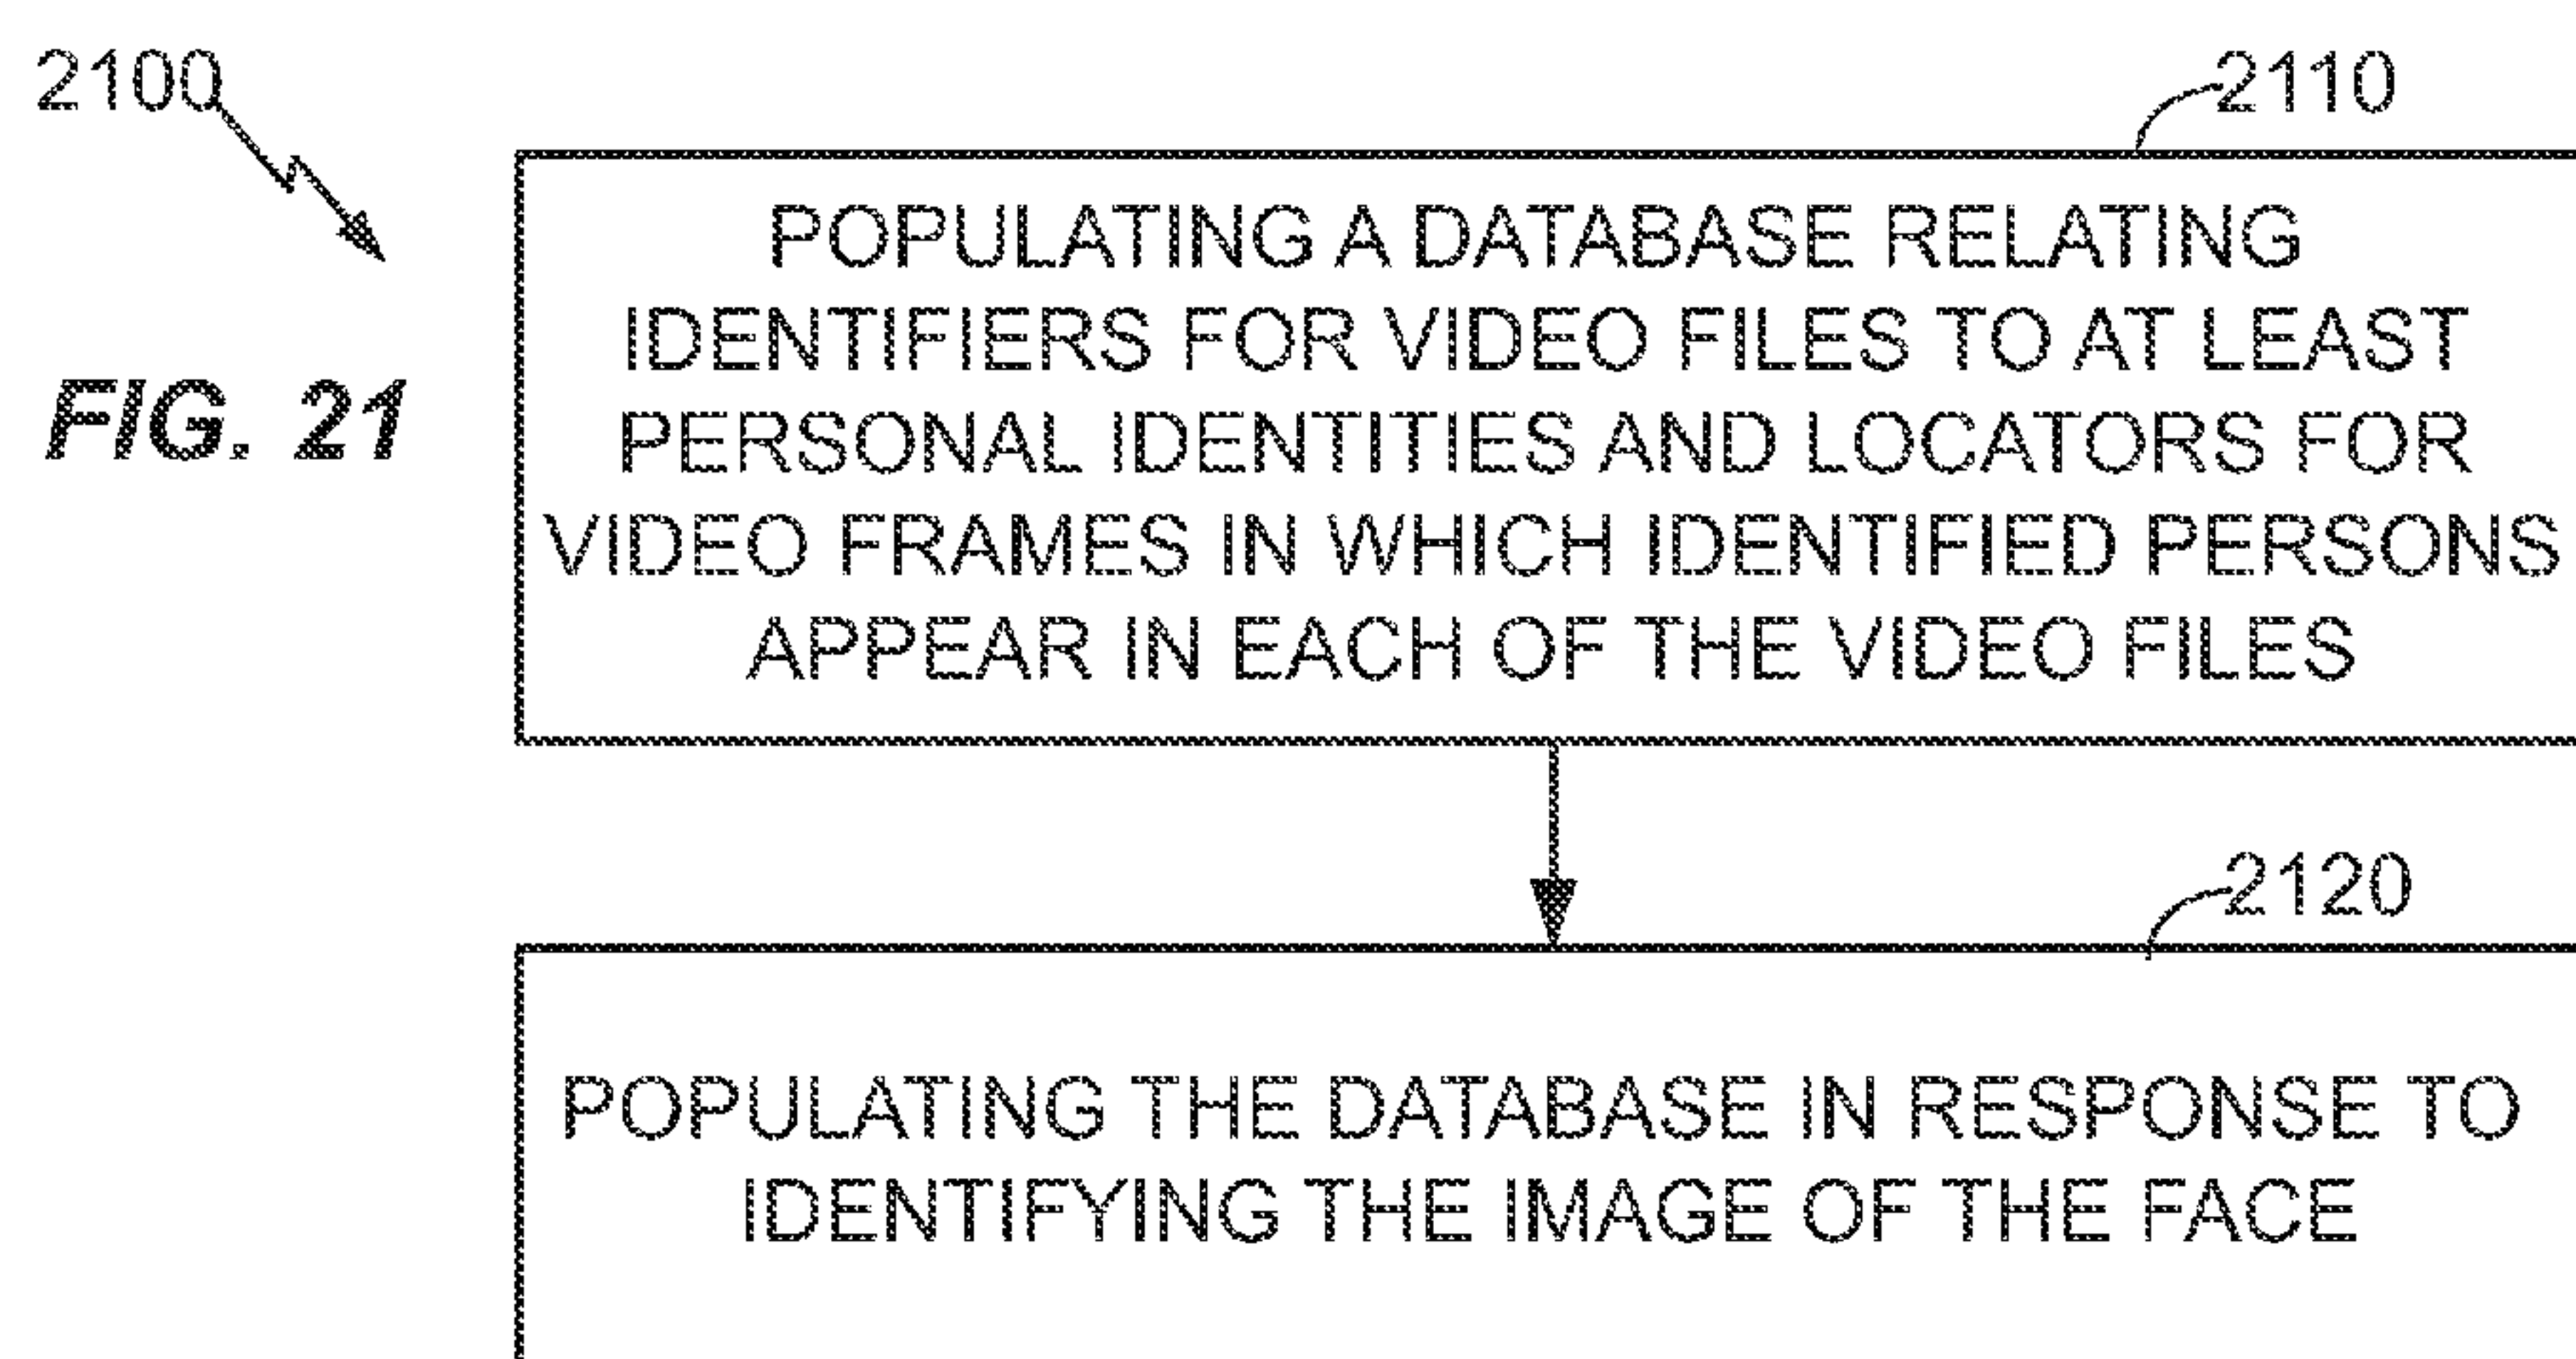 2100
2110
POPULATING A DATABASE RELATING
IDENTIFIERS FOR VIDEO FILES TO AT LEAST
PERSONAL IDENTITIES AND LOCATORS FOR
VIDEO FRAMES IN WHICH IDENTIFIED PERSONS
APPEAR IN EACH OF THE VIDEO FILES
FIG. 21
2120
POPULATING THE DATABASE IN RESPONSE TO
IDENTIFYING THE IMAGE OF THE FACE